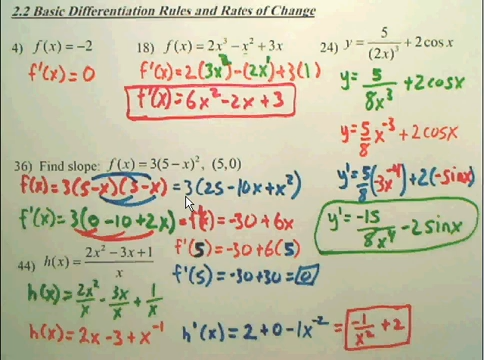 2.2 Basic Differentiation Rules and Rates of Change
4) f(x) = -2
f'(x) = 0
18) f(x) = 2x³ - x² + 3x
f'(x) = 2(3x²) - (2x¹) + 3(1)
f'(x) = 6x² - 2x + 3
24) y = 5/(2x)³ + 2cos x
y = 5/8x³ + 2cosx
y = 5/8 x⁻³ + 2cosx
y' = 5/8(3x⁻⁴) + 2(-sinx)
y' = -15/8x⁴ - 2sinx
36) Find slope: f(x) = 3(5 - x)², (5,0)
f(x) = 3(5-x)(5-x) = 3(25 - 10x + x²)
f'(x) = 3(0 - 10 + 2x) = f'(x) = -30 + 6x
f'(5) = -30 + 6(5)
f'(5) = -30 + 30 = 0
44) h(x) = 2x² - 3x + 1/x
h(x) = 2x²/x - 3x/x + 1/x
h(x) = 2x - 3 + x⁻¹
h'(x) = 2 + 0 - 1x⁻² = -1/x² + 2